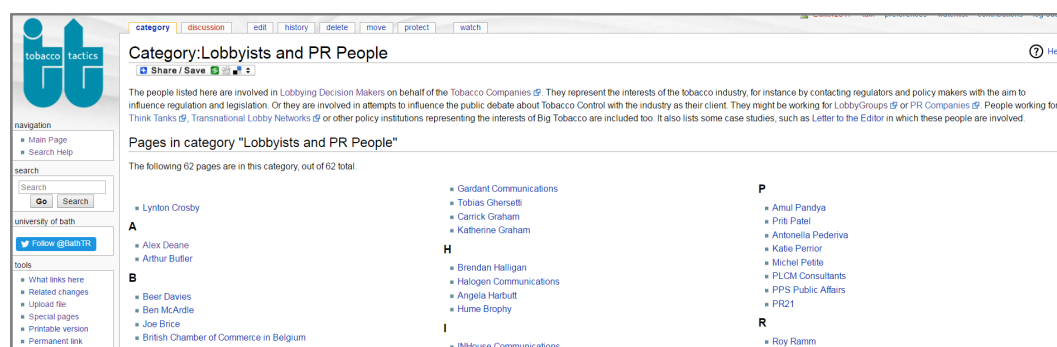 Editor2017 talk preferences watchlist contributions log out
category discussion edit history delete move protect watch
tobacco tactics
Category:Lobbyists and PR People
? He
Share / Save
The people listed here are involved in Lobbying Decision Makers on behalf of the Tobacco Companies. They represent the interests of the tobacco industry, for instance by contacting regulators and policy makers with the aim to
influence regulation and legislation. Or they are involved in attempts to influence the public debate about Tobacco Control with the industry as their client. They might be working for LobbyGroups or PR Companies. People working for
Think Tanks, Transnational Lobby Networks or other policy institutions representing the interests of Big Tobacco are included too. It also lists some case studies, such as Letter to the Editor in which these people are involved.
navigation
Main Page
Search Help
search
Search
Go Search
university of bath
Follow @BathTR
tools
What links here
Related changes
Upload file
Special pages
Printable version
Permanent link
Pages in category "Lobbyists and PR People"
The following 62 pages are in this category, out of 62 total.
Lynton Crosby
A
Alex Deane
Arthur Butler
B
Beer Davies
Ben McArdle
Joe Brice
British Chamber of Commerce in Belgium
Gardant Communications
Tobias Ghersetti
Carrick Graham
Katherine Graham
H
Brendan Halligan
Halogen Communications
Angela Harbutt
Hume Brophy
I
INHouse Communications
P
Amul Pandya
Priti Patel
Antonella Pederiva
Katie Perrior
Michel Petite
PLCM Consultants
PPS Public Affairs
PR21
R
Roy Ramm